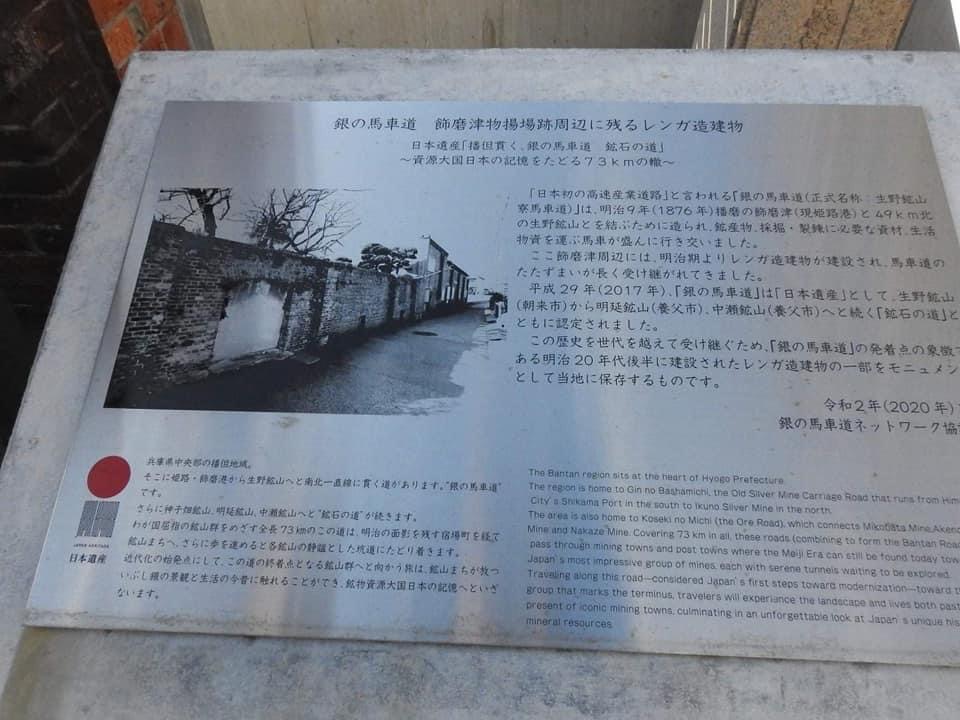 銀の馬車道　飾磨津物揚場跡周辺に残るレンガ造建物
日本遺産「播但貫く、銀の馬車道　鉱石の道」
～資源大国日本の記憶をたどる７３ｋｍの轍～
「日本初の高速産業道路」と言われる『銀の馬車道（正式名称：生野鉱山
寮馬車道）』は、明治９年（1876年）播磨の飾磨津（現姫路港）と４９ｋｍ北
の生野鉱山とを結ぶために造られ、鉱産物、採掘・製錬に必要な資材、生活
物資を運ぶ馬車が盛んに行き交いました。
ここ飾磨津周辺には、明治期よりレンガ造建物が建設され、馬車道の
たたずまいが長く受け継がれてきました。
平成２９年（2017年）、『銀の馬車道』は「日本遺産」として、生野鉱山
（朝来市）から明延鉱山（養父市）、中瀬鉱山（養父市）へと続く『鉱石の道』と
ともに認定されました。
この歴史を世代を越えて受け継ぐため、『銀の馬車道』の発着点の象徴で
ある明治２０年代後半に建設されたレンガ造建物の一部をモニュメン
として当地に保存するものです。
令和２年（2020年）
銀の馬車道ネットワーク協
兵庫県中央部の播但地域。
そこに姫路・飾磨港から生野鉱山へと南北一直線に貫く道があります。“銀の馬車道”
です。
さらに神子畑鉱山、明延鉱山、中瀬鉱山へと“鉱石の道”が続きます。
わが国屈指の鉱山群をめざす全長73kmのこの道は、明治の面影を残す宿場町を経て
鉱山まちへ、さらに歩を進めると各鉱山の静謐とした坑道にたどり着きます。
近代化の始発点にして、この道の終着点となる鉱山群へと向かう旅は、鉱山まちが放つ
いぶし銀の景観と生活の今昔に触れることができ、鉱物資源大国日本の記憶へといざ
ないます。
JAPAN HERITAGE
日本遺産
The Bantan region sits at the heart of Hyogo Prefecture.
The region is home to Gin no Bashamichi, the Old Silver Mine Carriage Road that runs from Him
City's Shikama Port in the south to Ikuno Silver Mine in the north.
The area is also home to Koseki no Michi (the Ore Road), which connects Mikobata Mine, Akeno
Mine and Nakaze Mine. Covering 73 km in all, these roads (combining to form the Bantan Road
pass through mining towns and post towns where the Meiji Era can still be found today tow
Japan's most impressive group of mines, each with serene tunnels waiting to be explored.
Traveling along this road—considered Japan's first steps toward modernization—toward th
group that marks the terminus, travelers will experience the landscape and lives both past
present of iconic mining towns, culminating in an unforgettable look at Japan's unique his
mineral resources.